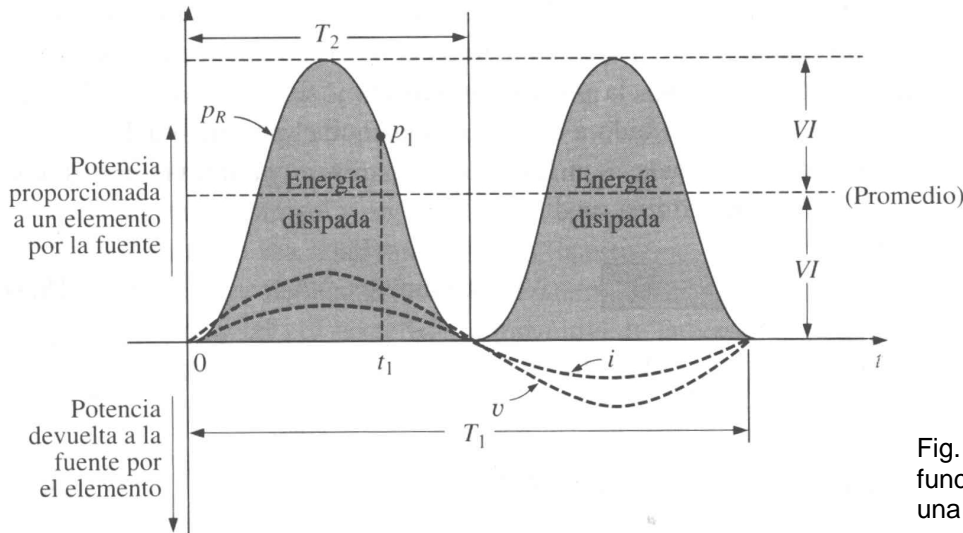 T₂
p_R
p₁
VI
Potencia
proporcionada
a un elemento
por la fuente
Energía
disipada
Energía
disipada
(Promedio)
VI
0
t₁
i
t
v
Potencia
devuelta a la
fuente por
el elemento
T₁
Fig.
func
una